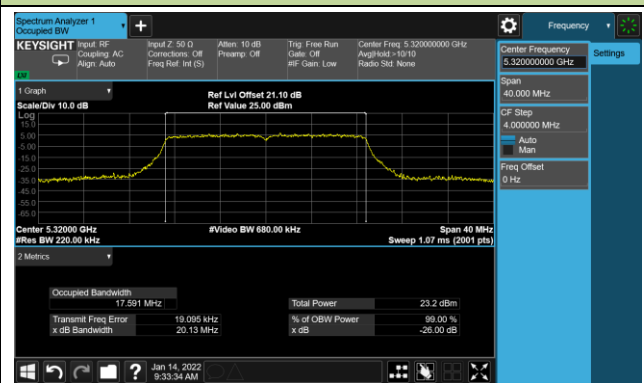 Spectrum Analyzer 1
Occupied BW
Frequency
KEYSIGHT
Input: RF
Coupling: AC
Align: Auto
Input Z: 50 Ω
Corrections: Off
Freq Ref: Int (S)
Atten: 10 dB
Preamp: Off
Trig: Free Run
Gate: Off
#IF Gain: Low
Center Freq: 5.320000000 GHz
Avg|Hold:>10/10
Radio Std: None
LXI
Center Frequency
5.320000000 GHz
Settings
Span
40.000 MHz
CF Step
4.000000 MHz
Auto
Man
Freq Offset
0 Hz
1 Graph
Scale/Div 10.0 dB
Ref Lvl Offset 21.10 dB
Ref Value 25.00 dBm
Log
15.0
5.00
-5.00
-15.0
-25.0
-35.0
-45.0
-55.0
-65.0
Center 5.32000 GHz
#Res BW 220.00 kHz
#Video BW 680.00 kHz
Span 40 MHz
Sweep 1.07 ms (2001 pts)
2 Metrics
Occupied Bandwidth
17.591 MHz
Total Power 23.2 dBm
Transmit Freq Error 19.095 kHz
% of OBW Power 99.00 %
x dB Bandwidth 20.13 MHz
x dB -26.00 dB
Jan 14, 2022
9:33:34 AM